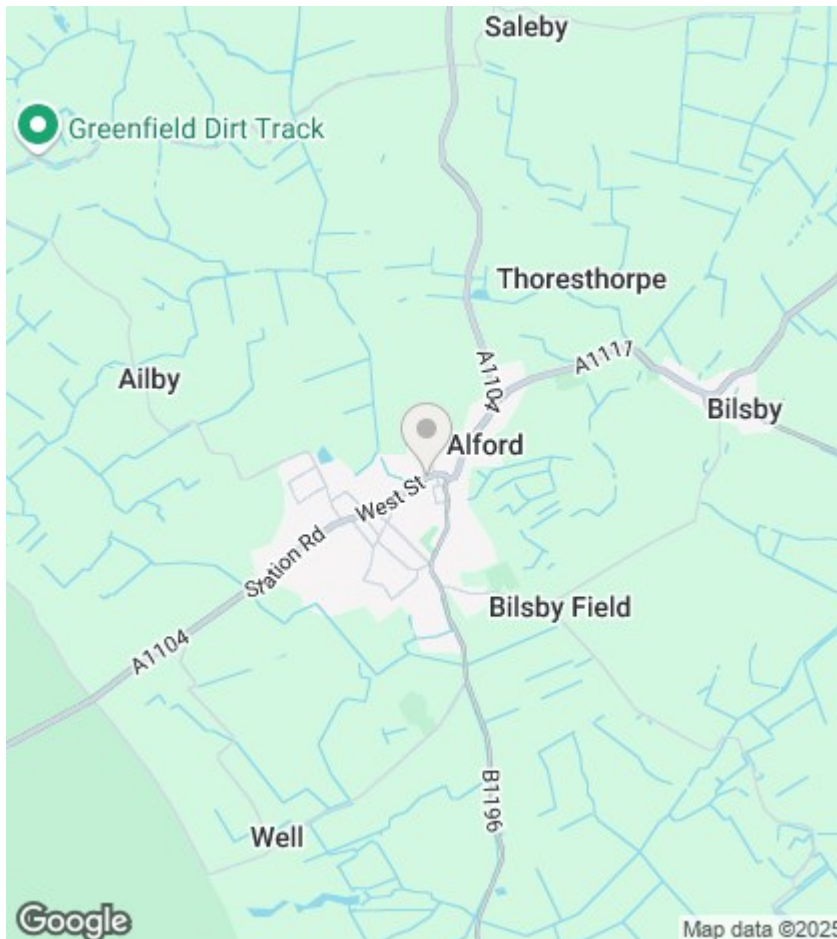 Saleby
Greenfield Dirt Track
Thoresthorpe
A1104
A1117
Ailby
Bilsby
Alford
West St
Station Rd
Bilsby Field
A1104
B1196
Well
Google
Map data ©2025